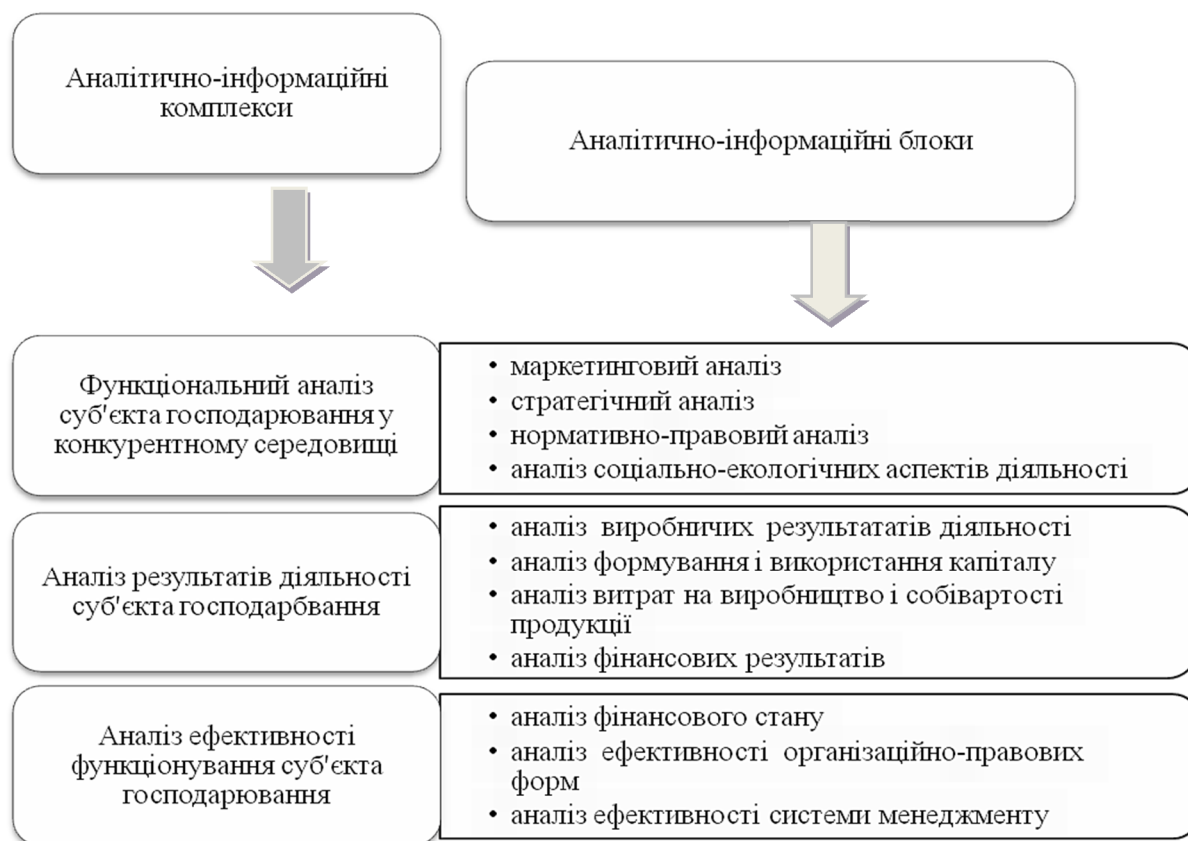 Аналітично-інформаційні
комплекси
Аналітично-інформаційні блоки
Функціональний аналіз
суб'єкта господарювання у
конкурентному середовищі
• маркетинговий аналіз
• стратегічний аналіз
• нормативно-правовий аналіз
• аналіз соціально-екологічних аспектів діяльності
Аналіз результатів діяльності
суб'єкта господарбвання
• аналіз виробничих результататів діяльності
• аналіз формування і використання капіталу
• аналіз витрат на виробництво і собівартості
продукції
• аналіз фінансових результатів
Аналіз ефективності
функціонування суб'єкта
господарювання
• аналіз фінансового стану
• аналіз ефективності організаційно-правових
форм
• аналіз ефективності системи менеджменту